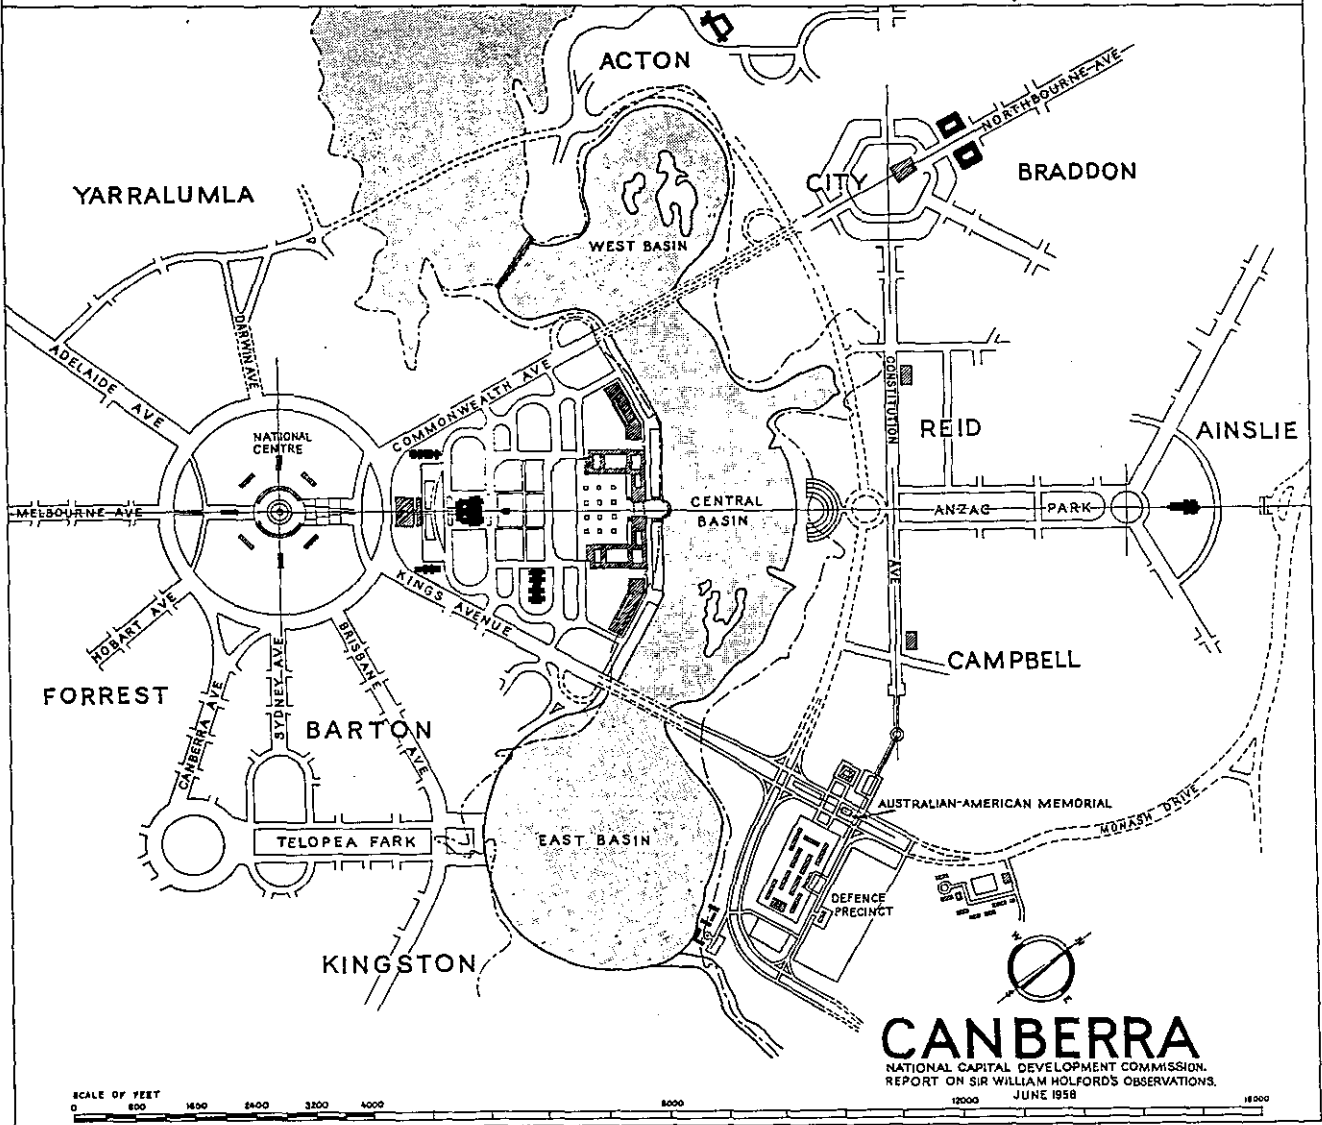 ACTON
NORTHBOURNE AVE
YARRALUMLA
CITY
BRADDON
WEST BASIN
DARWIN AVE
ADELAIDE AVE
COMMONWEALTH AVE
CONSTITUTION AVE
REID
AINSLIE
NATIONAL
CENTRE
MELBOURNE AVE
CENTRAL
BASIN
ANZAC PARK
KINGS AVENUE
HOBART AVE
BRISBANE AVE
SYDNEY AVE
CANBERRA AVE
FORREST
BARTON
CAMPBELL
AUSTRALIAN-AMERICAN MEMORIAL
MONASH DRIVE
TELOPEA PARK
EAST BASIN
DEFENCE
PRECINCT
KINGSTON
CANBERRA
NATIONAL CAPITAL DEVELOPMENT COMMISSION.
REPORT ON SIR WILLIAM HOLFORD'S OBSERVATIONS.
JUNE 1958
SCALE OF FEET
0 800 1600 2400 3200 4000 8000 12000 16000